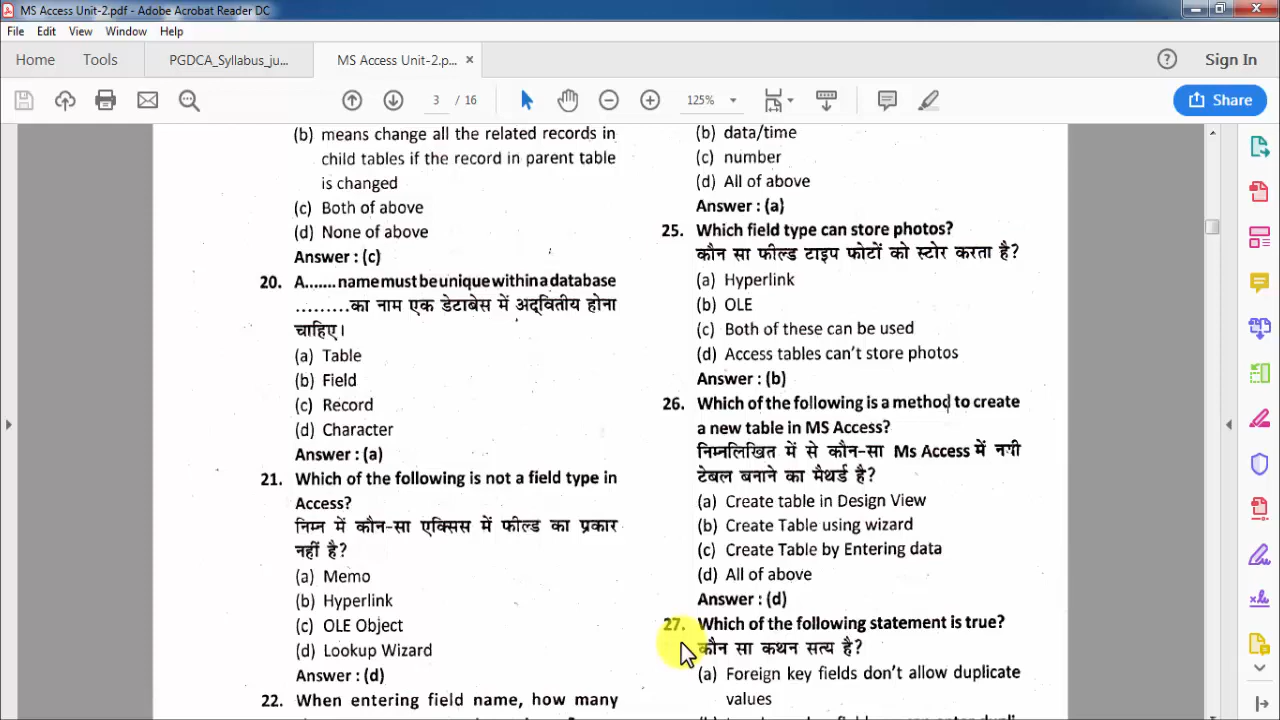 MS Access Unit-2.pdf - Adobe Acrobat Reader DC
File Edit View Window Help
Home Tools PGDCA_Syllabus_ju... MS Access Unit-2.p... × Sign In
3 / 16 125% Share
(b) means change all the related records in
child tables if the record in parent table
is changed
(c) Both of above
(d) None of above
Answer : (c)
20. A....... name must be unique within a database
.........का नाम एक डेटाबेस में अद्वितीय होना
चाहिए।
(a) Table
(b) Field
(c) Record
(d) Character
Answer : (a)
21. Which of the following is not a field type in
Access?
निम्न में कौन-सा एक्सिस में फील्ड का प्रकार
नहीं है?
(a) Memo
(b) Hyperlink
(c) OLE Object
(d) Lookup Wizard
Answer : (d)
22. When entering field name, how many
(b) data/time
(c) number
(d) All of above
Answer : (a)
25. Which field type can store photos?
कौन सा फील्ड टाइप फोटों को स्टोर करता है?
(a) Hyperlink
(b) OLE
(c) Both of these can be used
(d) Access tables can't store photos
Answer : (b)
26. Which of the following is a method to create
a new table in MS Access?
निम्नलिखित में से कौन-सा Ms Access में नयी
टेबल बनाने का मैथर्ड है?
(a) Create table in Design View
(b) Create Table using wizard
(c) Create Table by Entering data
(d) All of above
Answer : (d)
27. Which of the following statement is true?
कौन सा कथन सत्य है?
(a) Foreign key fields don't allow duplicate
values